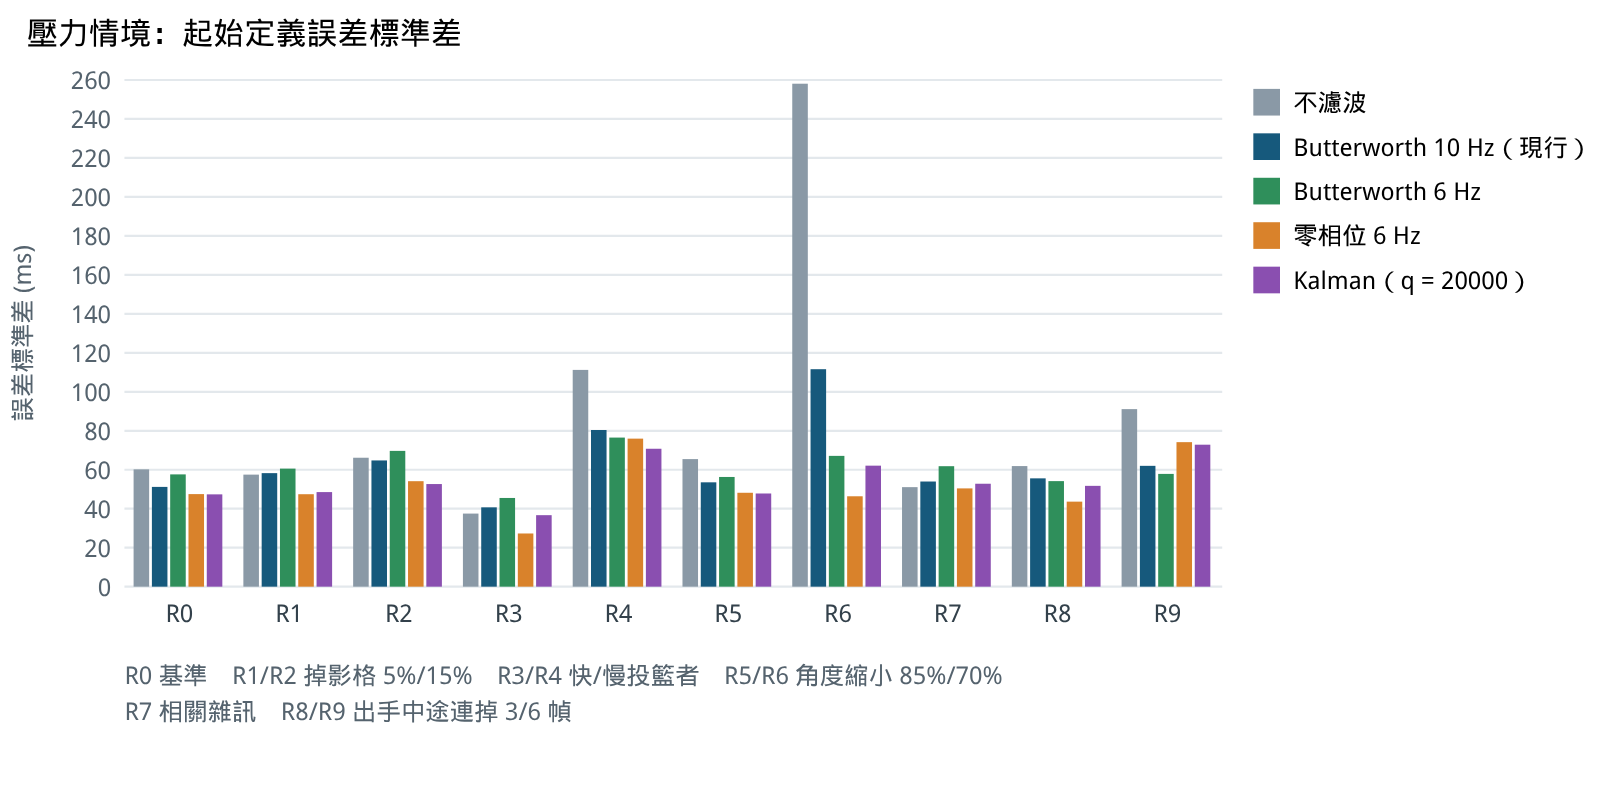 壓力情境：起始定義誤差標準差
260
240
220
200
180
160
140
120
100
80
60
40
20
0
誤差標準差 (ms)
R0
R1
R2
R3
R4
R5
R6
R7
R8
R9
不濾波
Butterworth 10 Hz（現行）
Butterworth 6 Hz
零相位 6 Hz
Kalman（q = 20000）
R0 基準 R1/R2 掉影格 5%/15% R3/R4 快/慢投籃者 R5/R6 角度縮小 85%/70%
R7 相關雜訊 R8/R9 出手中途連掉 3/6 幀